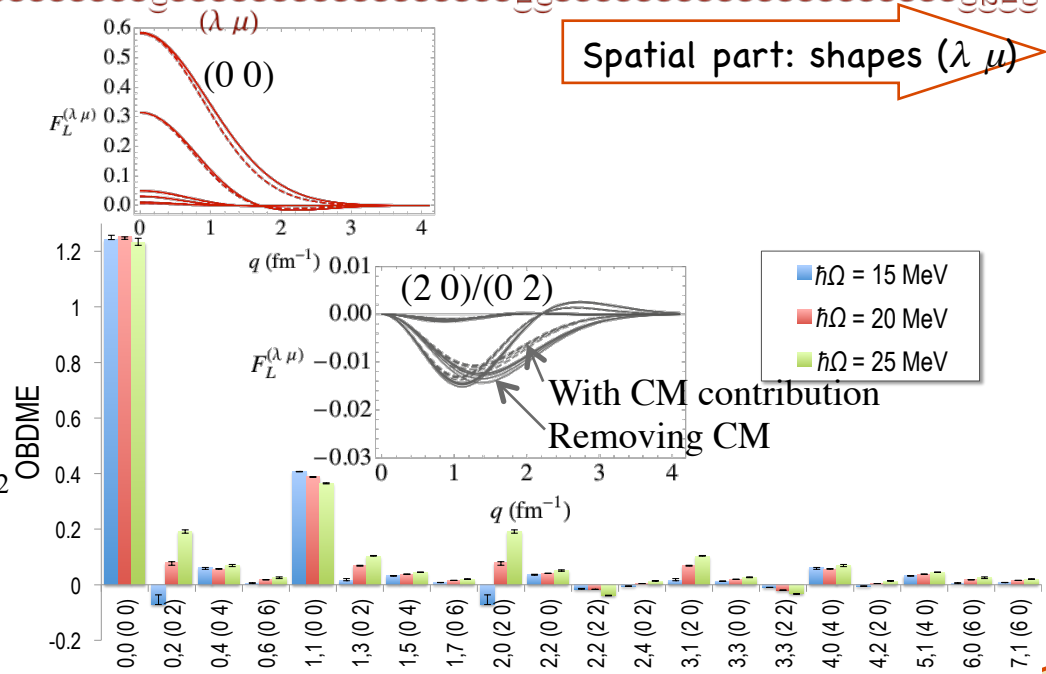 (λ μ)
Spatial part: shapes (λ μ)
0.6
0.5
0.4
0.3
0.2
0.1
0.0
F_L^(λ μ)
(0 0)
0 1 2 3 4
q (fm⁻¹)
0.01
0.00
−0.01
−0.02
−0.03
F_L^(λ μ)
(2 0)/(0 2)
With CM contribution
Removing CM
0 1 2 3 4
q (fm⁻¹)
ħΩ = 15 MeV
ħΩ = 20 MeV
ħΩ = 25 MeV
2
OBDME
1.2
1
0.8
0.6
0.4
0.2
0
-0.2
0,0 (0 0)
0,2 (0 2)
0,4 (0 4)
0,6 (0 6)
1,1 (0 0)
1,3 (0 2)
1,5 (0 4)
1,7 (0 6)
2,0 (2 0)
2,2 (0 0)
2,2 (2 2)
2,4 (0 2)
3,1 (2 0)
3,3 (0 0)
3,3 (2 2)
4,0 (4 0)
4,2 (2 0)
5,1 (4 0)
6,0 (6 0)
7,1 (6 0)